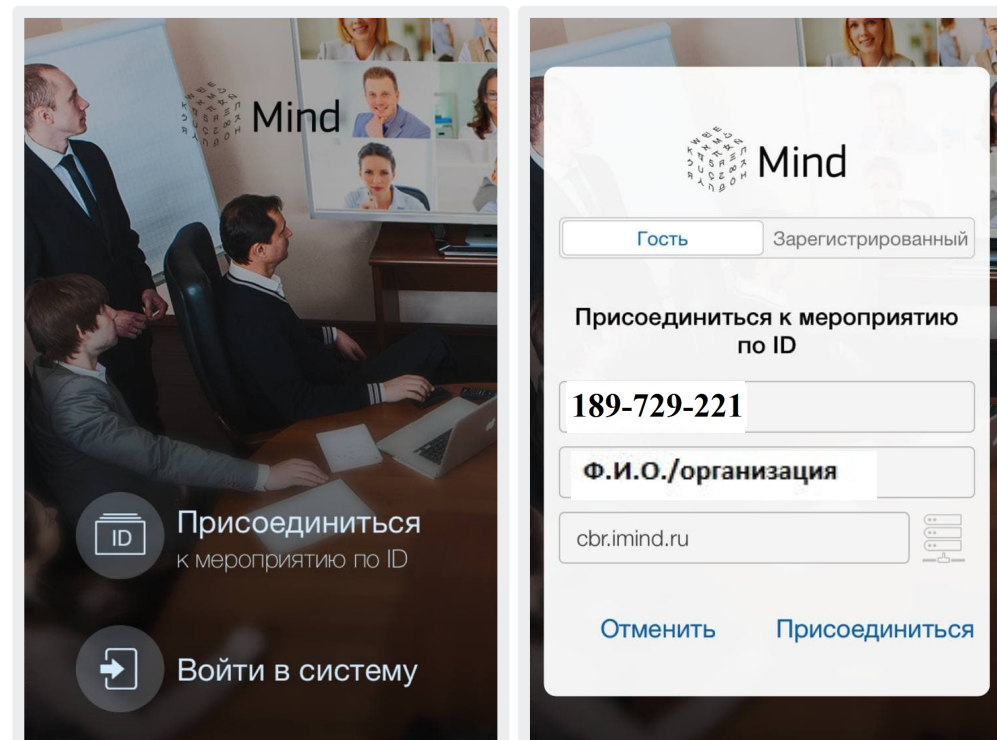 Mind
Присоединиться
к мероприятию по ID
ID
Войти в систему
Mind
Гость
Зарегистрированный
Присоединиться к мероприятию
по ID
189-729-221
Ф.И.О./организация
cbr.imind.ru
Отменить
Присоединиться